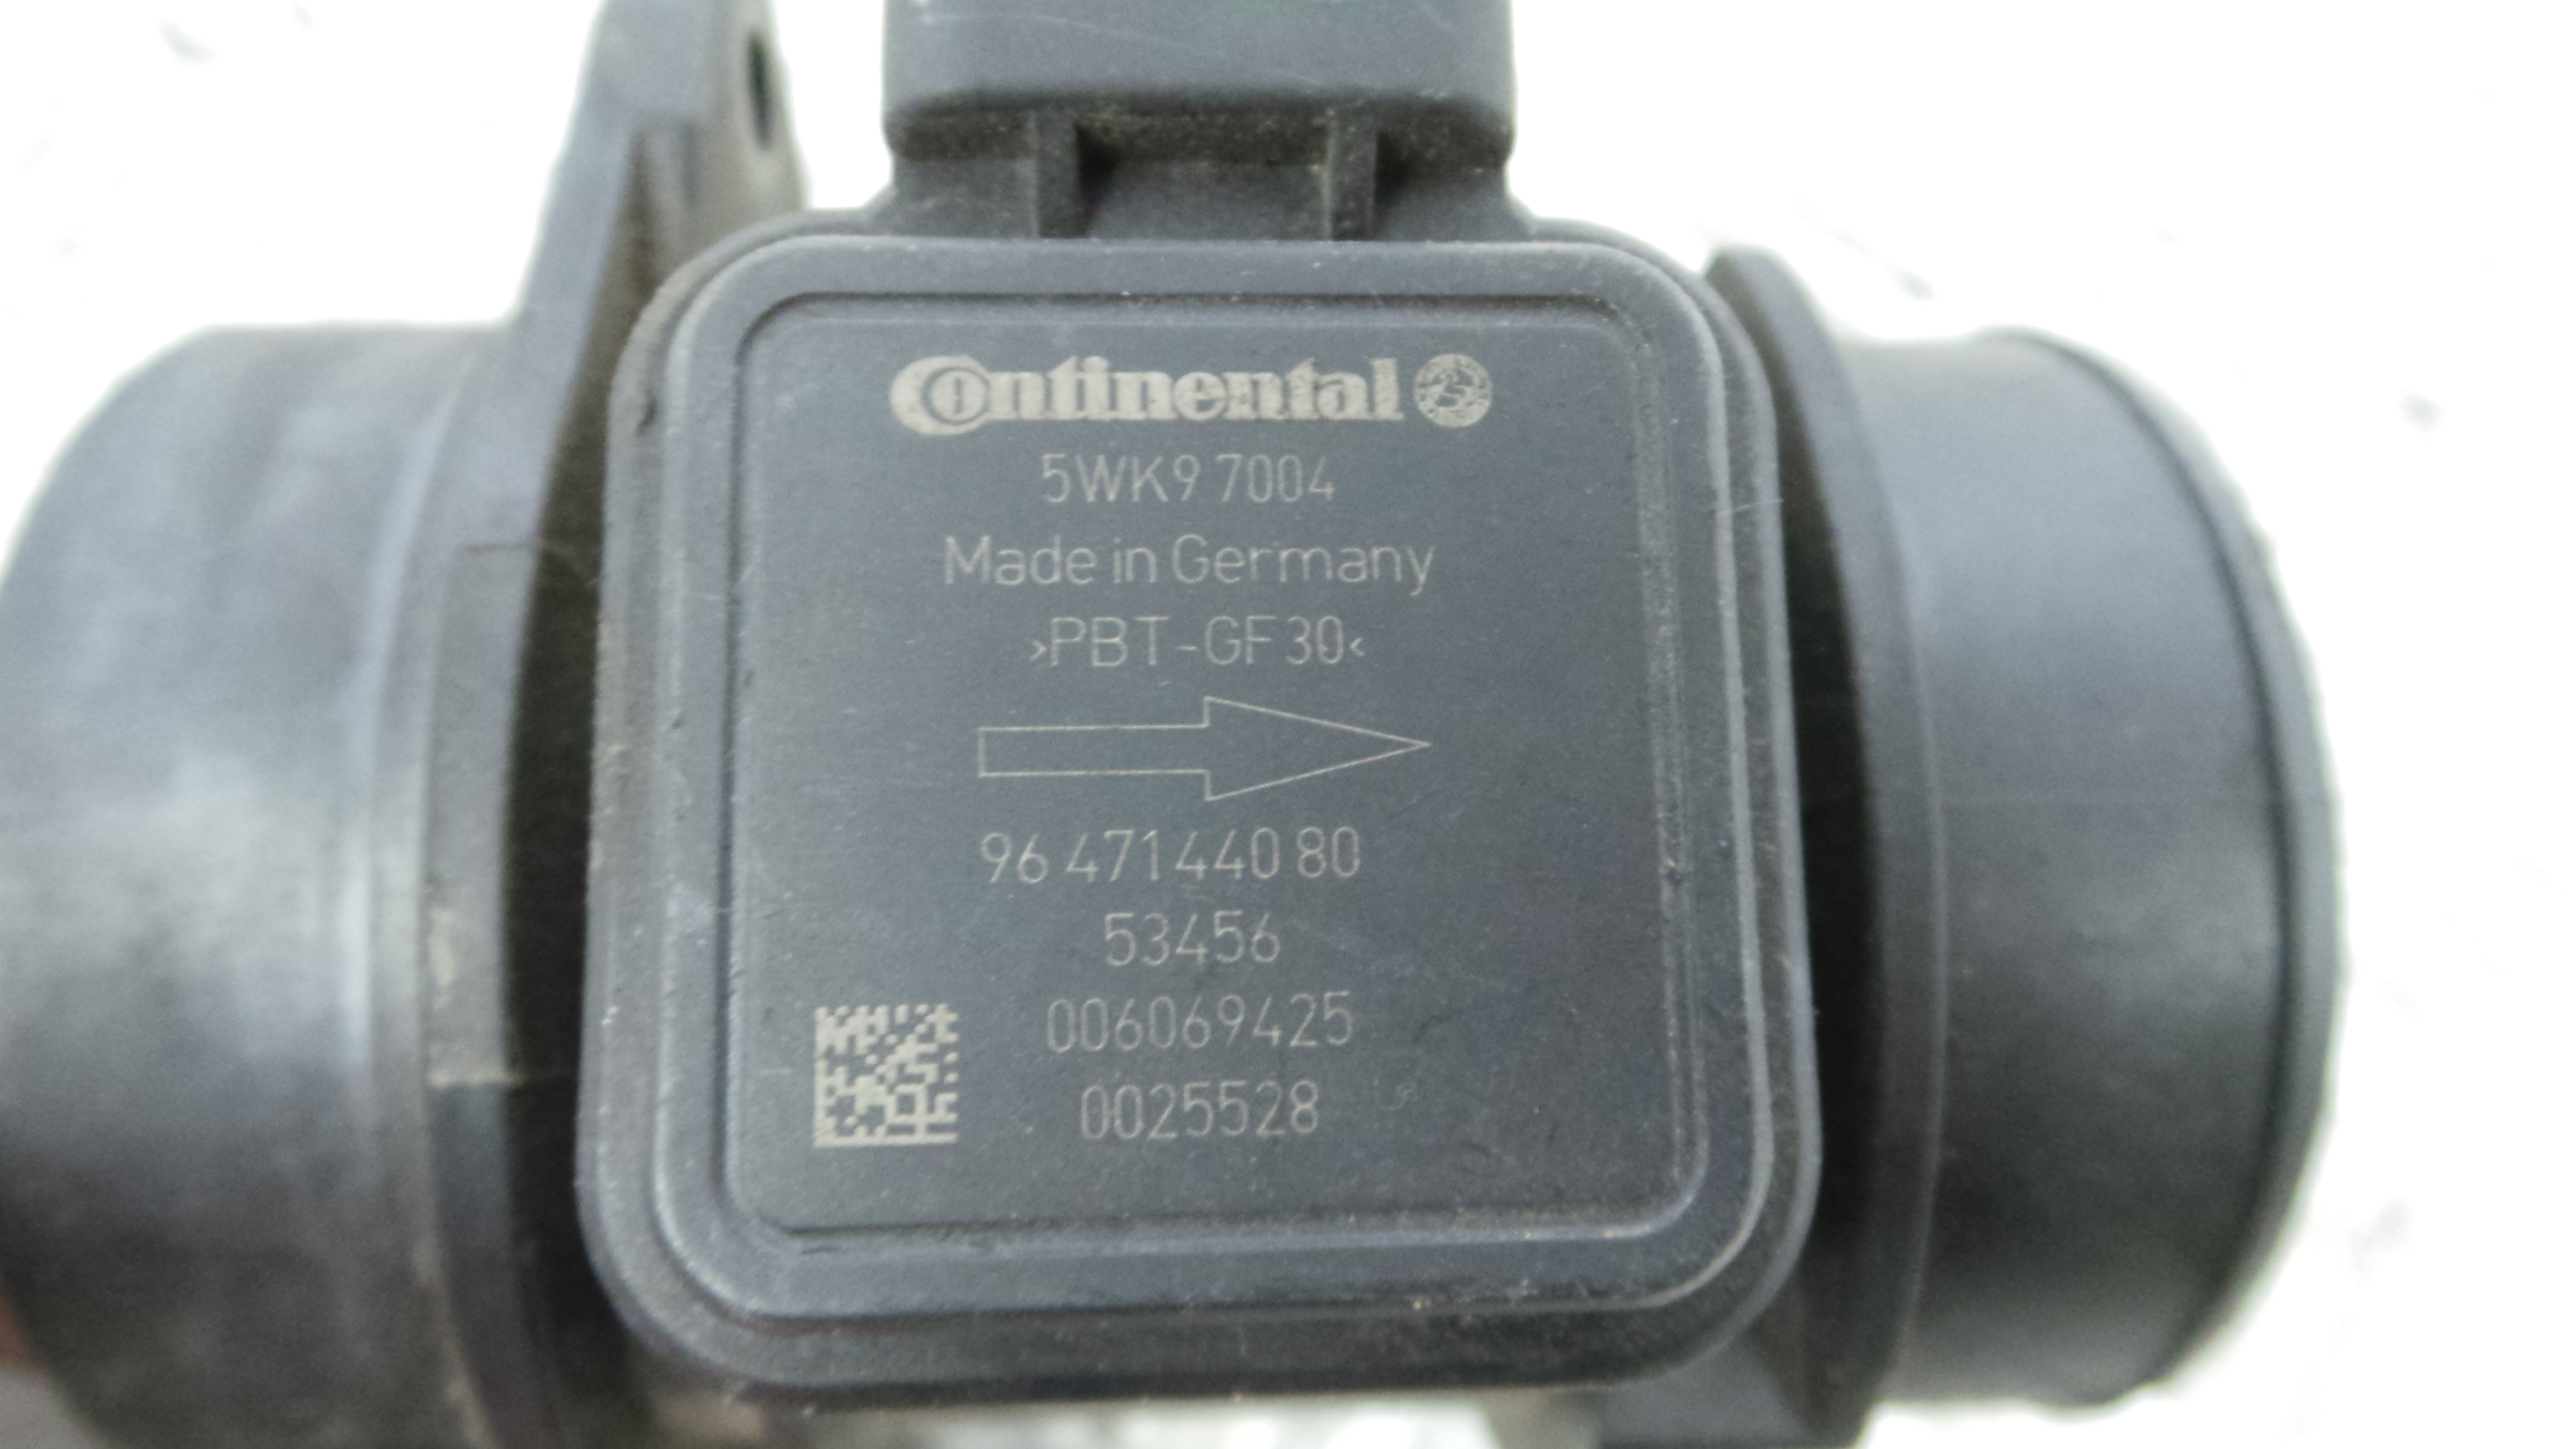 Continental
5WK9 7004
Made in Germany
>PBT-GF30<
96 471440 80
53456
006069425
0025528